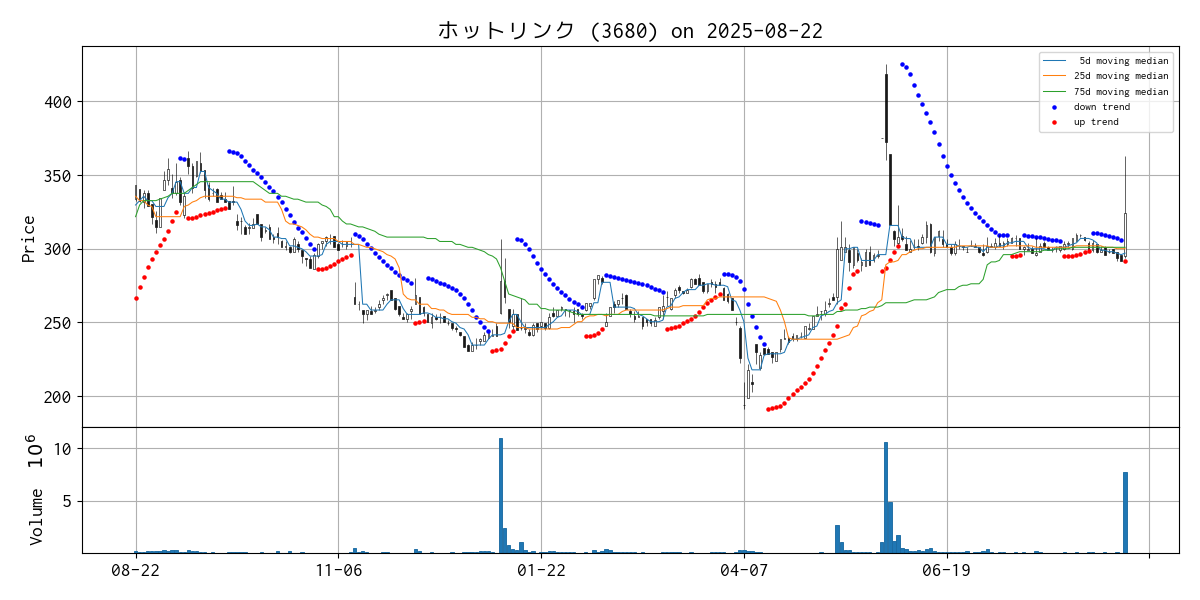 ホットリンク (3680) on 2025-08-22
5d moving median
25d moving median
75d moving median
down trend
up trend
Price
400
350
300
250
200
Volume 10⁶
10
5
08-22
11-06
01-22
04-07
06-19